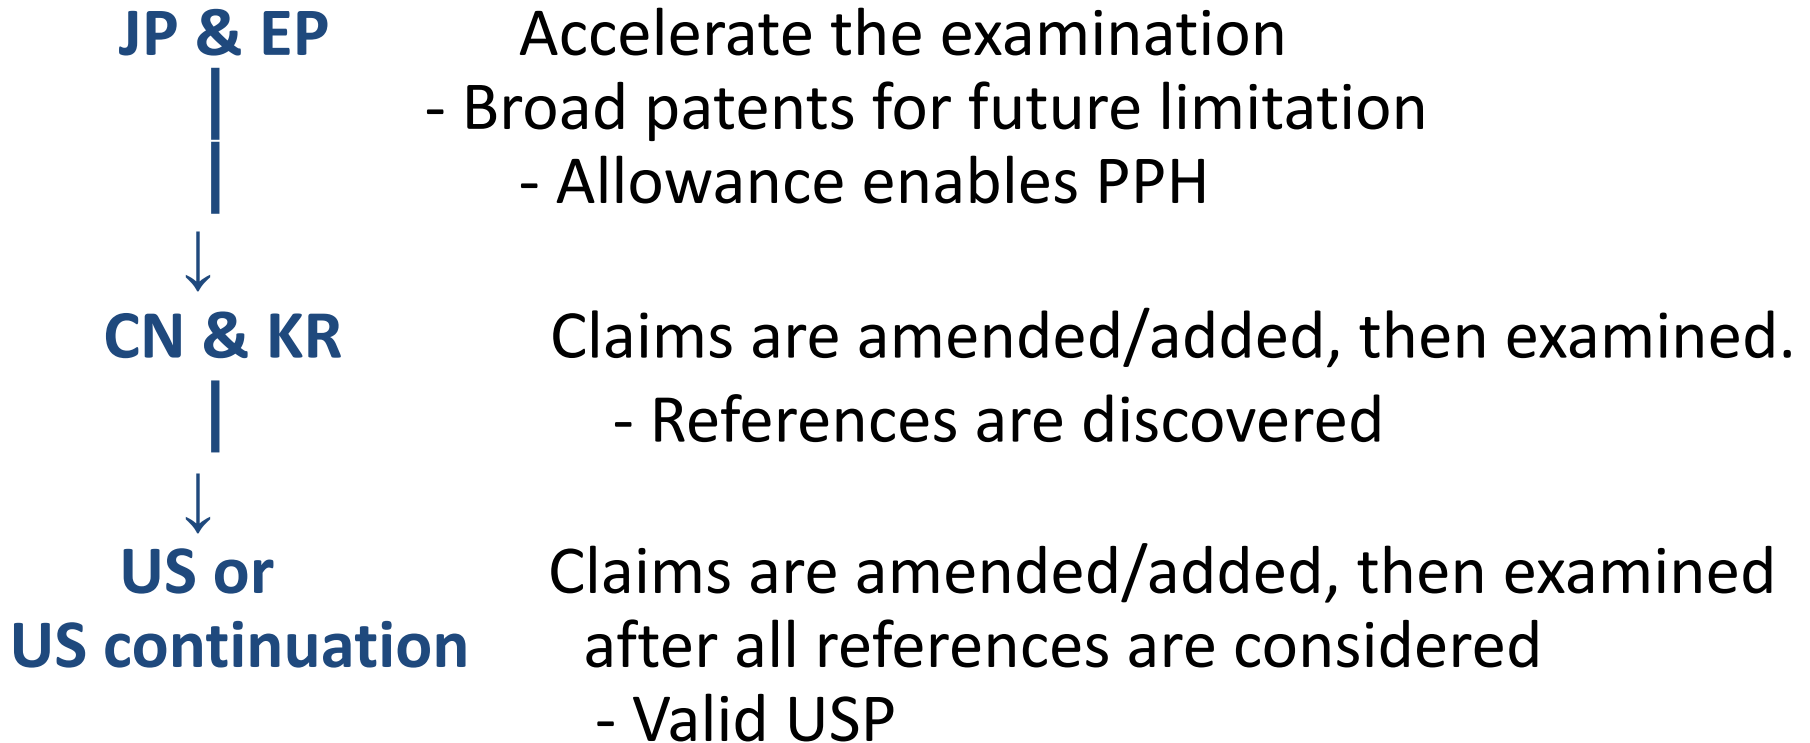 JP & EP Accelerate the examination
- Broad patents for future limitation
- Allowance enables PPH
↓
CN & KR Claims are amended/added, then examined.
- References are discovered
↓
US or Claims are amended/added, then examined
US continuation after all references are considered
- Valid USP